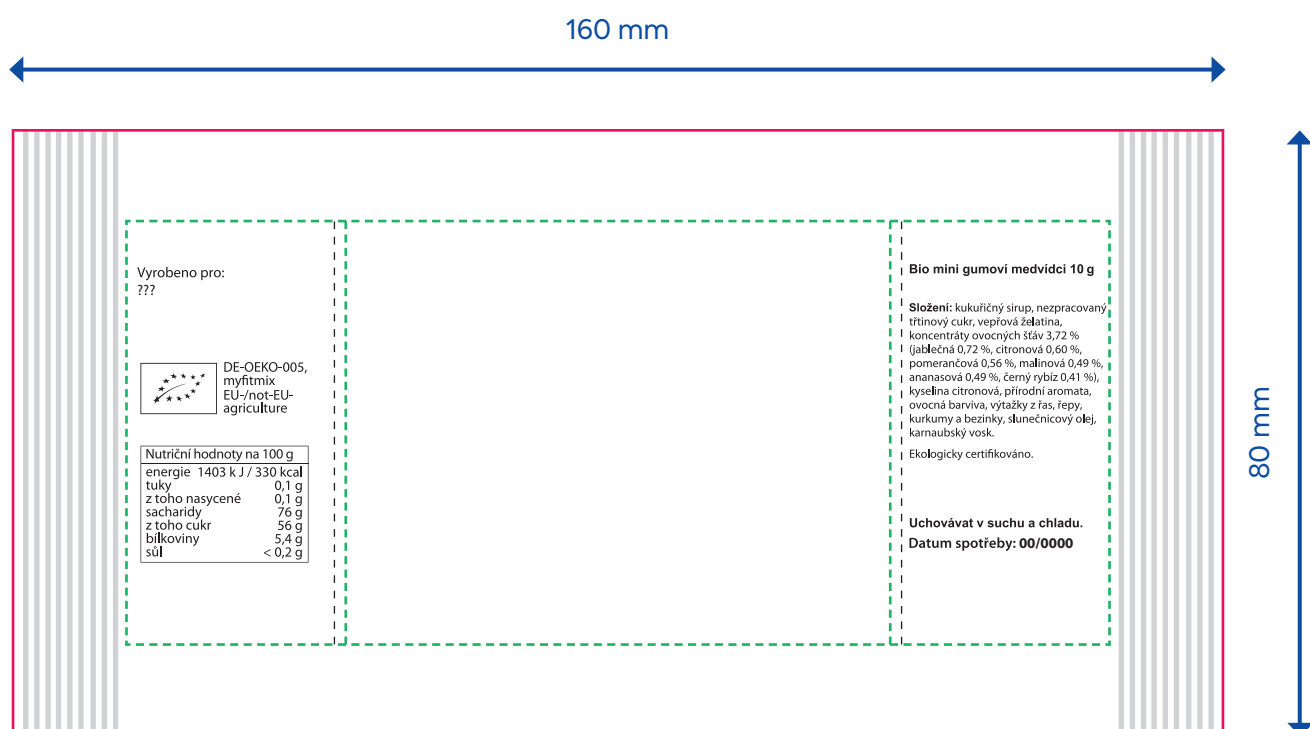 160 mm
80 mm
Vyrobeno pro:
???
DE-OEKO-005,
myfitmix
EU-/not-EU-
agriculture
Nutriční hodnoty na 100 g
energie 1403 k J / 330 kcal
tuky 0,1 g
z toho nasycené 0,1 g
sacharidy 76 g
z toho cukr 56 g
bílkoviny 5,4 g
sůl < 0,2 g
Bio mini gumoví medvídci 10 g
Složení: kukuřičný sirup, nezpracovaný
třtinový cukr, vepřová želatina,
koncentráty ovocných šťáv 3,72 %
(jablečná 0,72 %, citronová 0,60 %,
pomerančová 0,56 %, malinová 0,49 %,
ananasová 0,49 %, černý rybíz 0,41 %),
kyselina citronová, přírodní aromata,
ovocná barviva, výtažky z řas, řepy,
kurkumy a bezinky, slunečnicový olej,
karnaubský vosk.
Ekologicky certifikováno.
Uchovávat v suchu a chladu.
Datum spotřeby: 00/0000